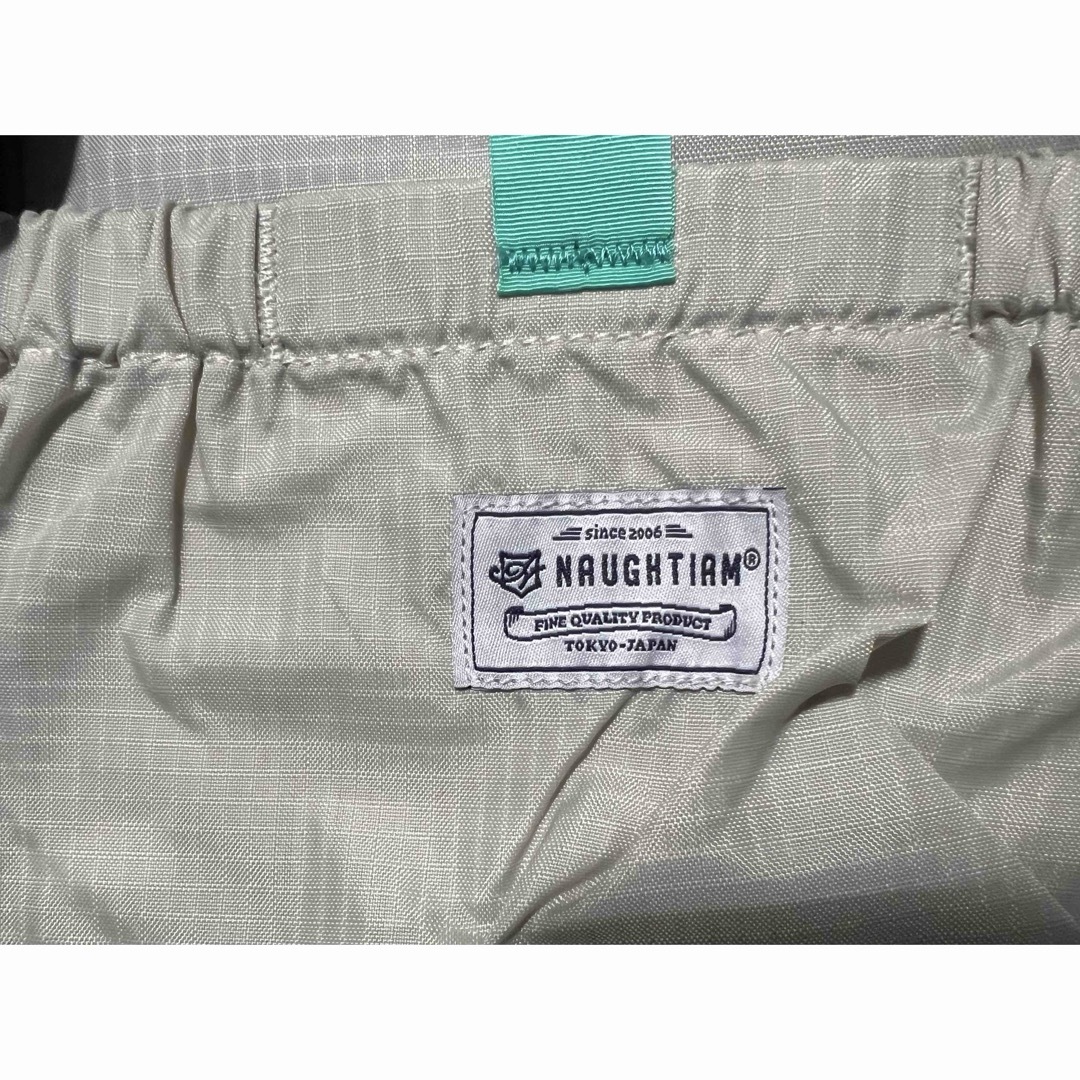 since 2006
NAUGHTIAM®
FINE QUALITY PRODUCT
TOKYO-JAPAN